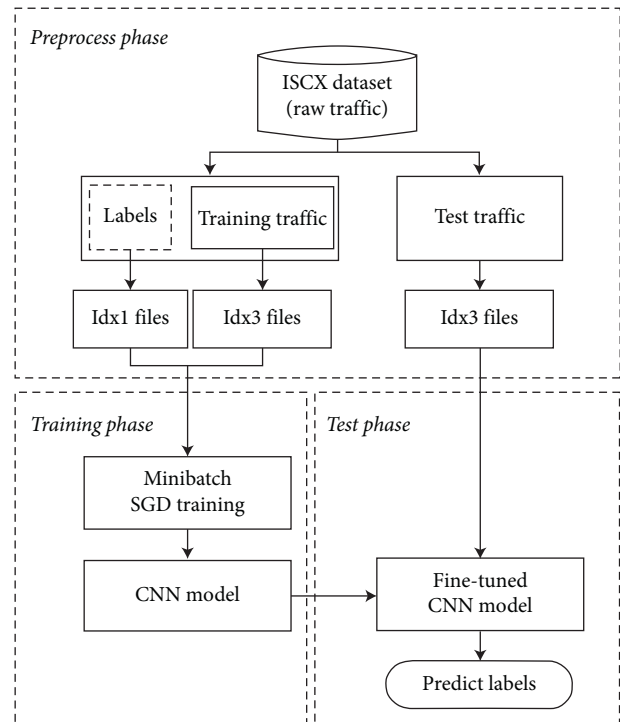 Preprocess phase
ISCX dataset
(raw traffic)
Labels
Training traffic
Test traffic
Idx1 files
Idx3 files
Idx3 files
Training phase
Test phase
Minibatch
SGD training
CNN model
Fine-tuned
CNN model
Predict labels